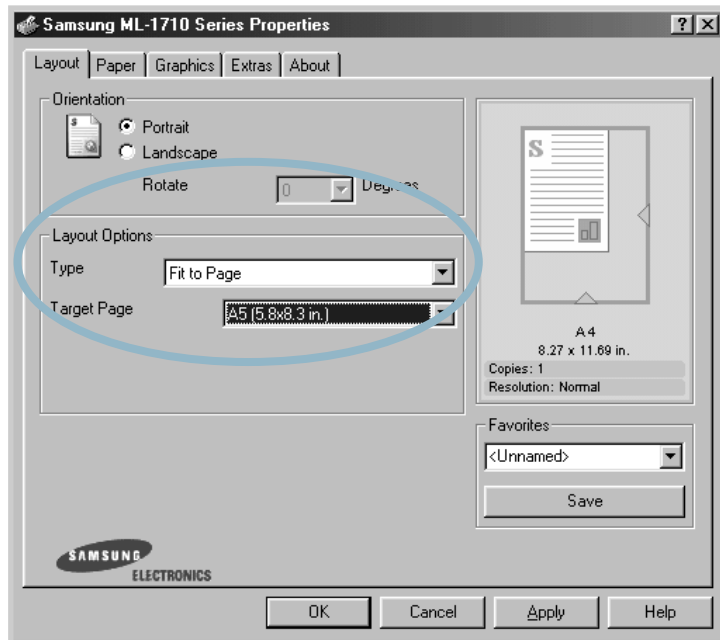 Samsung ML-1710 Series Properties
Layout Paper Graphics Extras About
Orientation
Portrait
Landscape
Rotate 0 Degrees
Layout Options
Type Fit to Page
Target Page A5 (5.8x8.3 in.)
S
S
A4
8.27 x 11.69 in.
Copies: 1
Resolution: Normal
Favorites
<Unnamed>
Save
SAMSUNG
ELECTRONICS
OK Cancel Apply Help